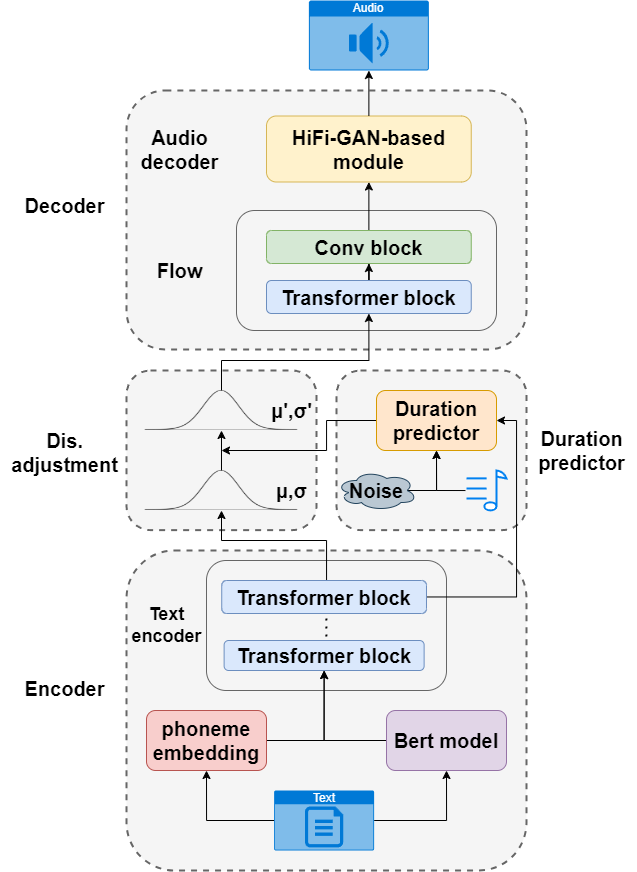 Audio
Audio
decoder
HiFi-GAN-based
module
Decoder
Conv block
Flow
Transformer block
Dis.
adjustment
μ',σ'
μ,σ
Duration
predictor
Noise
Duration
predictor
Transformer block
Text
encoder
Transformer block
Encoder
phoneme
embedding
Bert model
Text